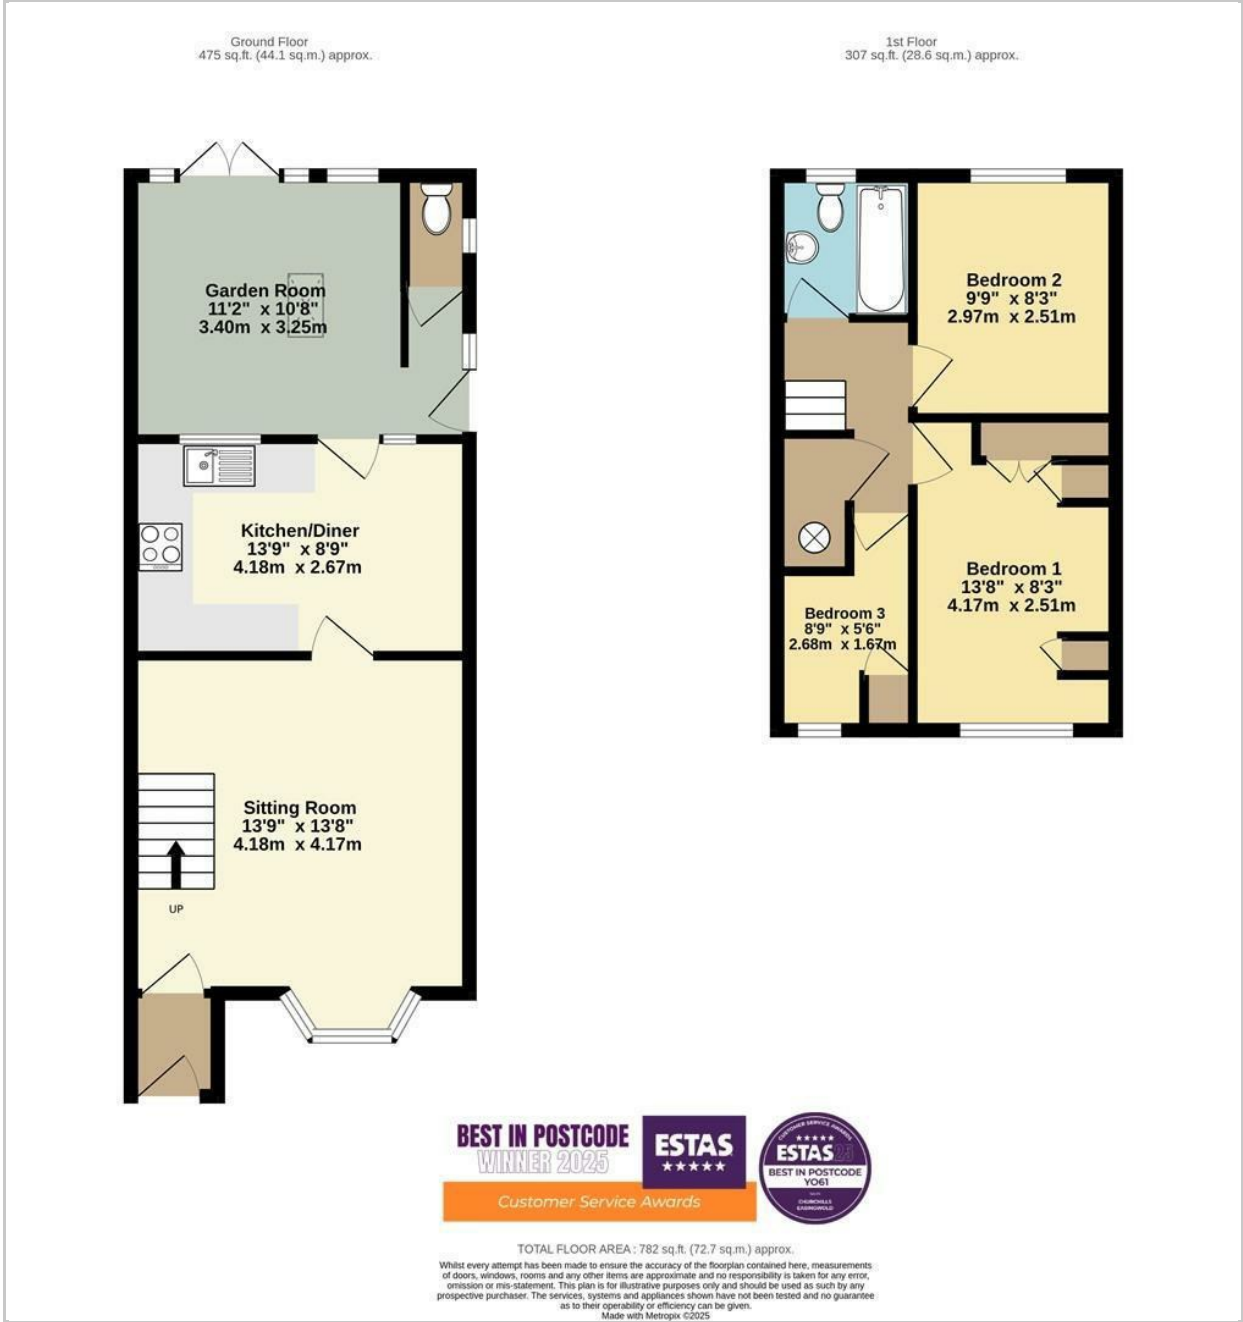 Ground Floor
475 sq.ft. (44.1 sq.m.) approx.
1st Floor
307 sq.ft. (28.6 sq.m.) approx.
Garden Room
11'2" x 10'8"
3.40m x 3.25m
Bedroom 2
9'9" x 8'3"
2.97m x 2.51m
Kitchen/Diner
13'9" x 8'9"
4.18m x 2.67m
Bedroom 1
13'8" x 8'3"
4.17m x 2.51m
Bedroom 3
8'9" x 5'6"
2.68m x 1.67m
Sitting Room
13'9" x 13'8"
4.18m x 4.17m
UP
BEST IN POSTCODE
WINNER 2025
Customer Service Awards
ESTAS
CUSTOMER SERVICE AWARDS
ESTAS23
BEST IN POSTCODE
YO61
CHURCHILLS
EASINGWOLD
TOTAL FLOOR AREA : 782 sq.ft. (72.7 sq.m.) approx.
Whilst every attempt has been made to ensure the accuracy of the floorplan contained here, measurements
of doors, windows, rooms and any other items are approximate and no responsibility is taken for any error,
omission or mis-statement. This plan is for illustrative purposes only and should be used as such by any
prospective purchaser. The services, systems and appliances shown have not been tested and no guarantee
as to their operability or efficiency can be given.
Made with Metropix ©2025